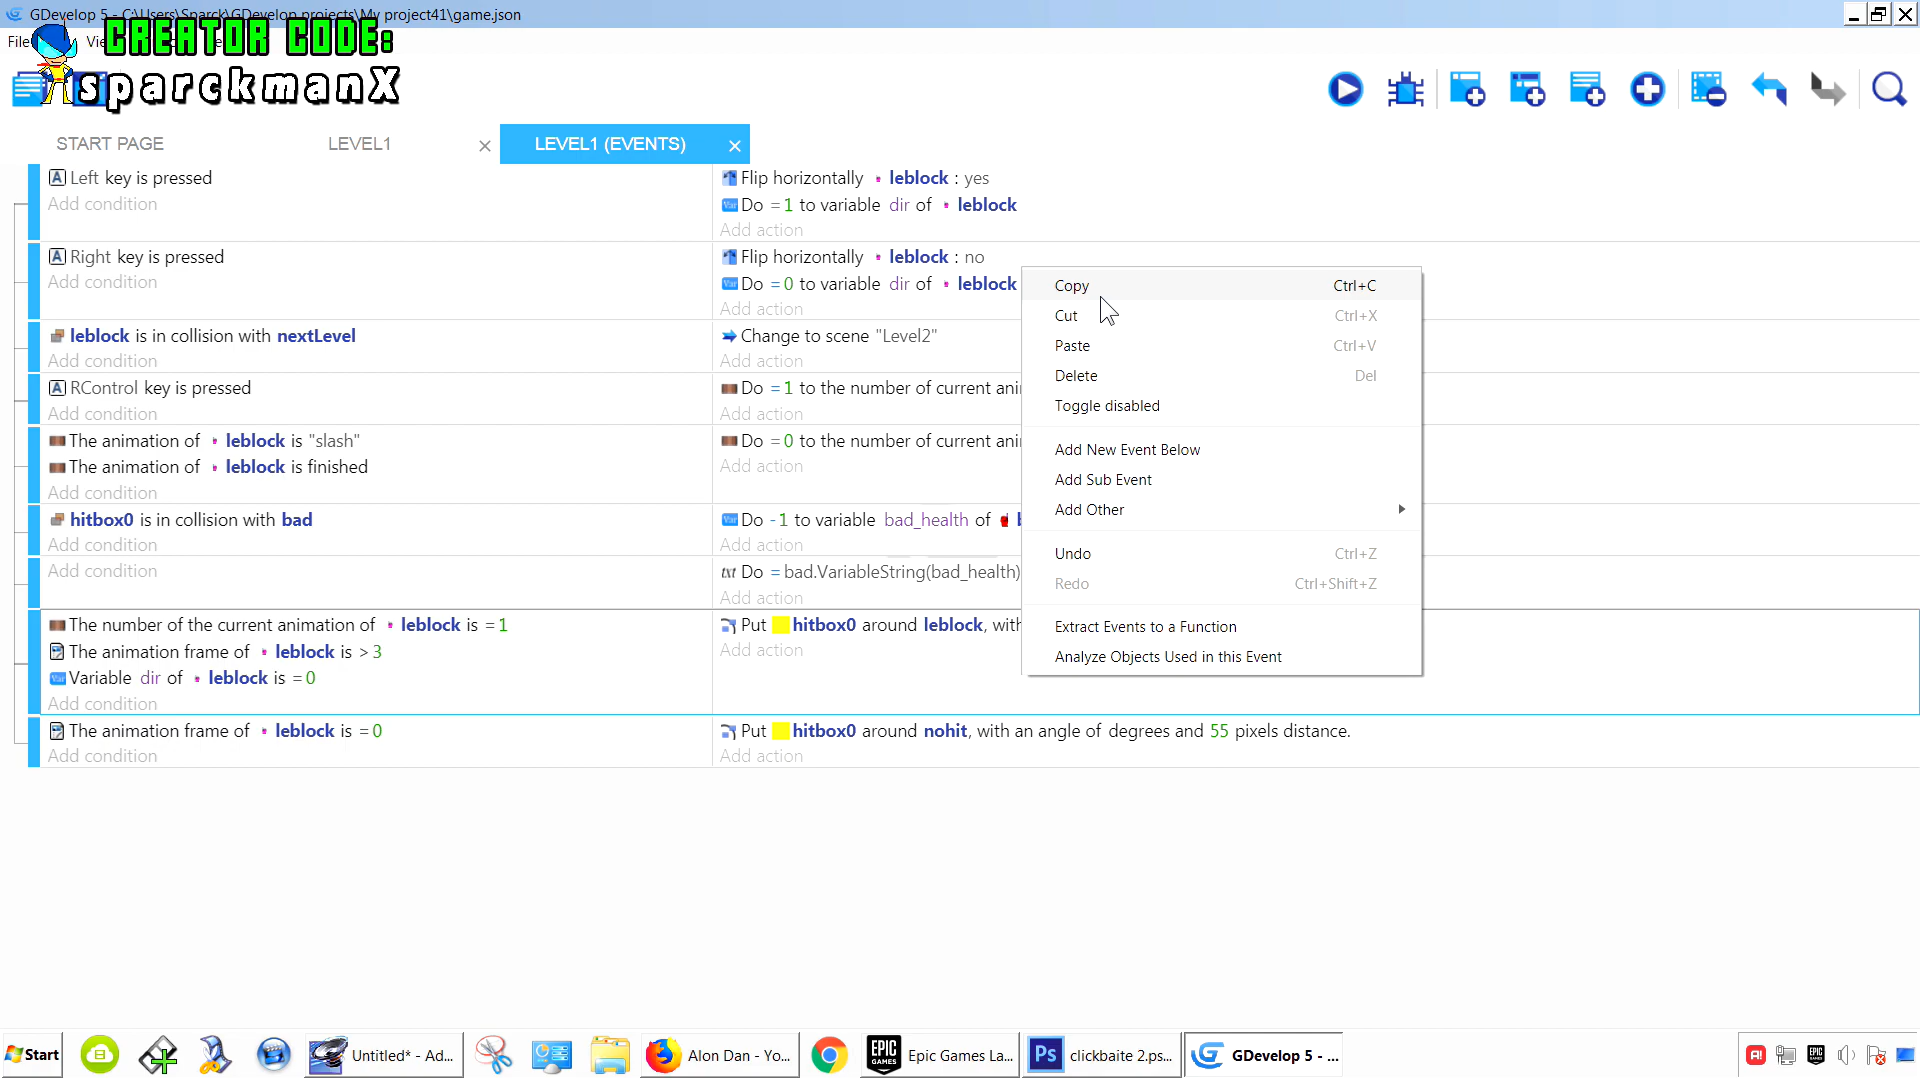 GDevelop 5 - C:\Users\Sparck\GDevelop projects\My project41\game.json
File
CREATOR CODE:
sparckmanX
START PAGE
LEVEL1
LEVEL1 (EVENTS)
Left key is pressed
Add condition
Flip horizontally leblock : yes
Do = 1 to variable dir of leblock
Add action
Right key is pressed
Add condition
Flip horizontally leblock : no
Do = 0 to variable dir of leblock
Add action
leblock is in collision with nextLevel
Add condition
Change to scene "Level2"
Add action
RControl key is pressed
Add condition
Do = 1 to the number of current ani
Add action
The animation of leblock is "slash"
The animation of leblock is finished
Add condition
Do = 0 to the number of current ani
Add action
hitbox0 is in collision with bad
Add condition
Do - 1 to variable bad_health of
Add action
Add condition
txt Do = bad.VariableString(bad_health)
Add action
The number of the current animation of leblock is = 1
The animation frame of leblock is > 3
Variable dir of leblock is = 0
Add condition
Put hitbox0 around leblock, with
Add action
The animation frame of leblock is = 0
Add condition
Put hitbox0 around nohit, with an angle of degrees and 55 pixels distance.
Add action
Copy Ctrl+C
Cut Ctrl+X
Paste Ctrl+V
Delete Del
Toggle disabled
Add New Event Below
Add Sub Event
Add Other
Undo Ctrl+Z
Redo Ctrl+Shift+Z
Extract Events to a Function
Analyze Objects Used in this Event
Start
Untitled* - Ad...
Alon Dan - Yo...
EPIC GAMES
Epic Games La...
Ps
clickbaite 2.ps...
GDevelop 5 - ...